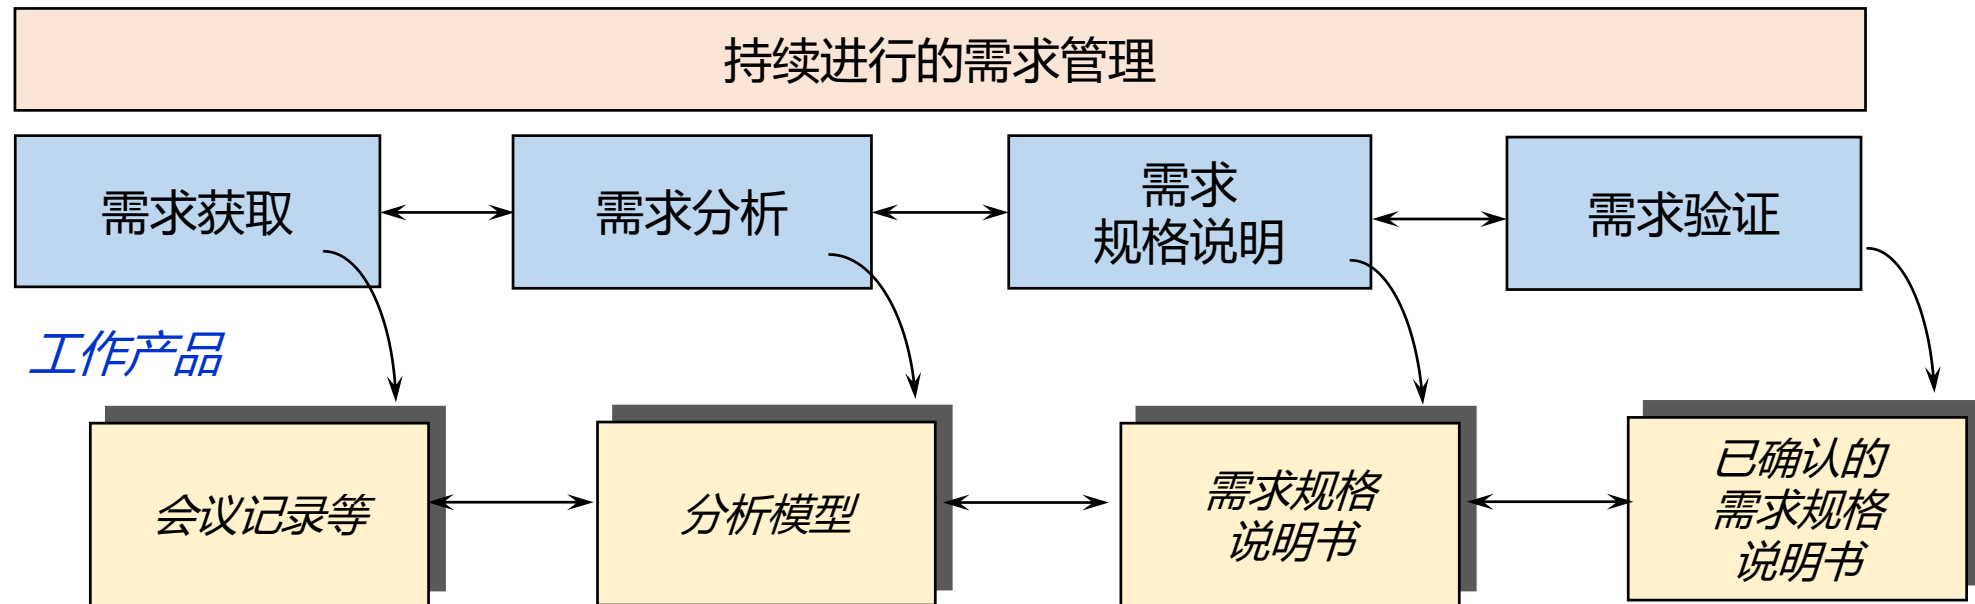 持续进行的需求管理
需求获取
需求分析
需求
规格说明
需求验证
工作产品
会议记录等
分析模型
需求规格
说明书
已确认的
需求规格
说明书